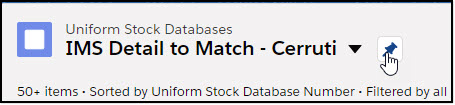 Uniform Stock Databases
IMS Detail to Match - Cerruti
50+ items • Sorted by Uniform Stock Database Number • Filtered by all